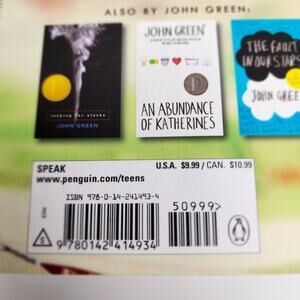 ALSO BY JOHN GREEN:
looking for alaska
JOHN GREEN
JOHN GREEN
AN ABUNDANCE
OF KATHERINES
THE FAULT
IN OUR STARS
JOHN GREE
SPEAK
www.penguin.com/teens
U.S.A. $9.99 / CAN. $10.99
ISBN 978-0-14-241493-4
50999>
EAN
S
9 780142 414934